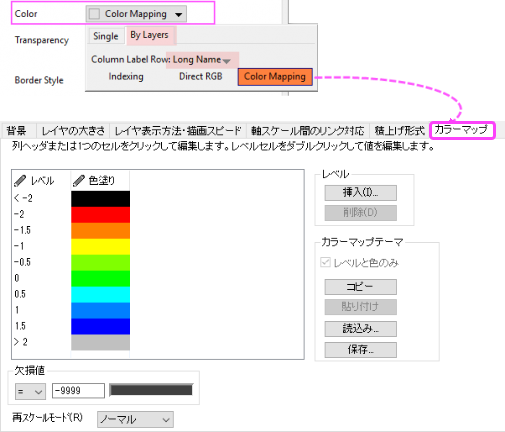 Color
Color Mapping
Transparency
Single
By Layers
Column Label Row: Long Name
Border Style
Indexing
Direct RGB
Color Mapping
背景
レイヤの大きさ
レイヤ表示方法・描画スピード
軸スケール間のリンク対応
積上げ形式
カラーマップ
列ヘッダまたは1つのセルをクリックして編集します。レベルセルをダブルクリックして値を編集します。
レベル
色塗り
< -2
-2
-1.5
-1
-0.5
0
0.5
1
1.5
> 2
レベル
挿入(I)...
削除(D)
カラーマップテーマ
レベルと色のみ
コピー
貼り付け
読込み...
保存...
欠損値
=
-9999
再スケールモード(R)
ノーマル